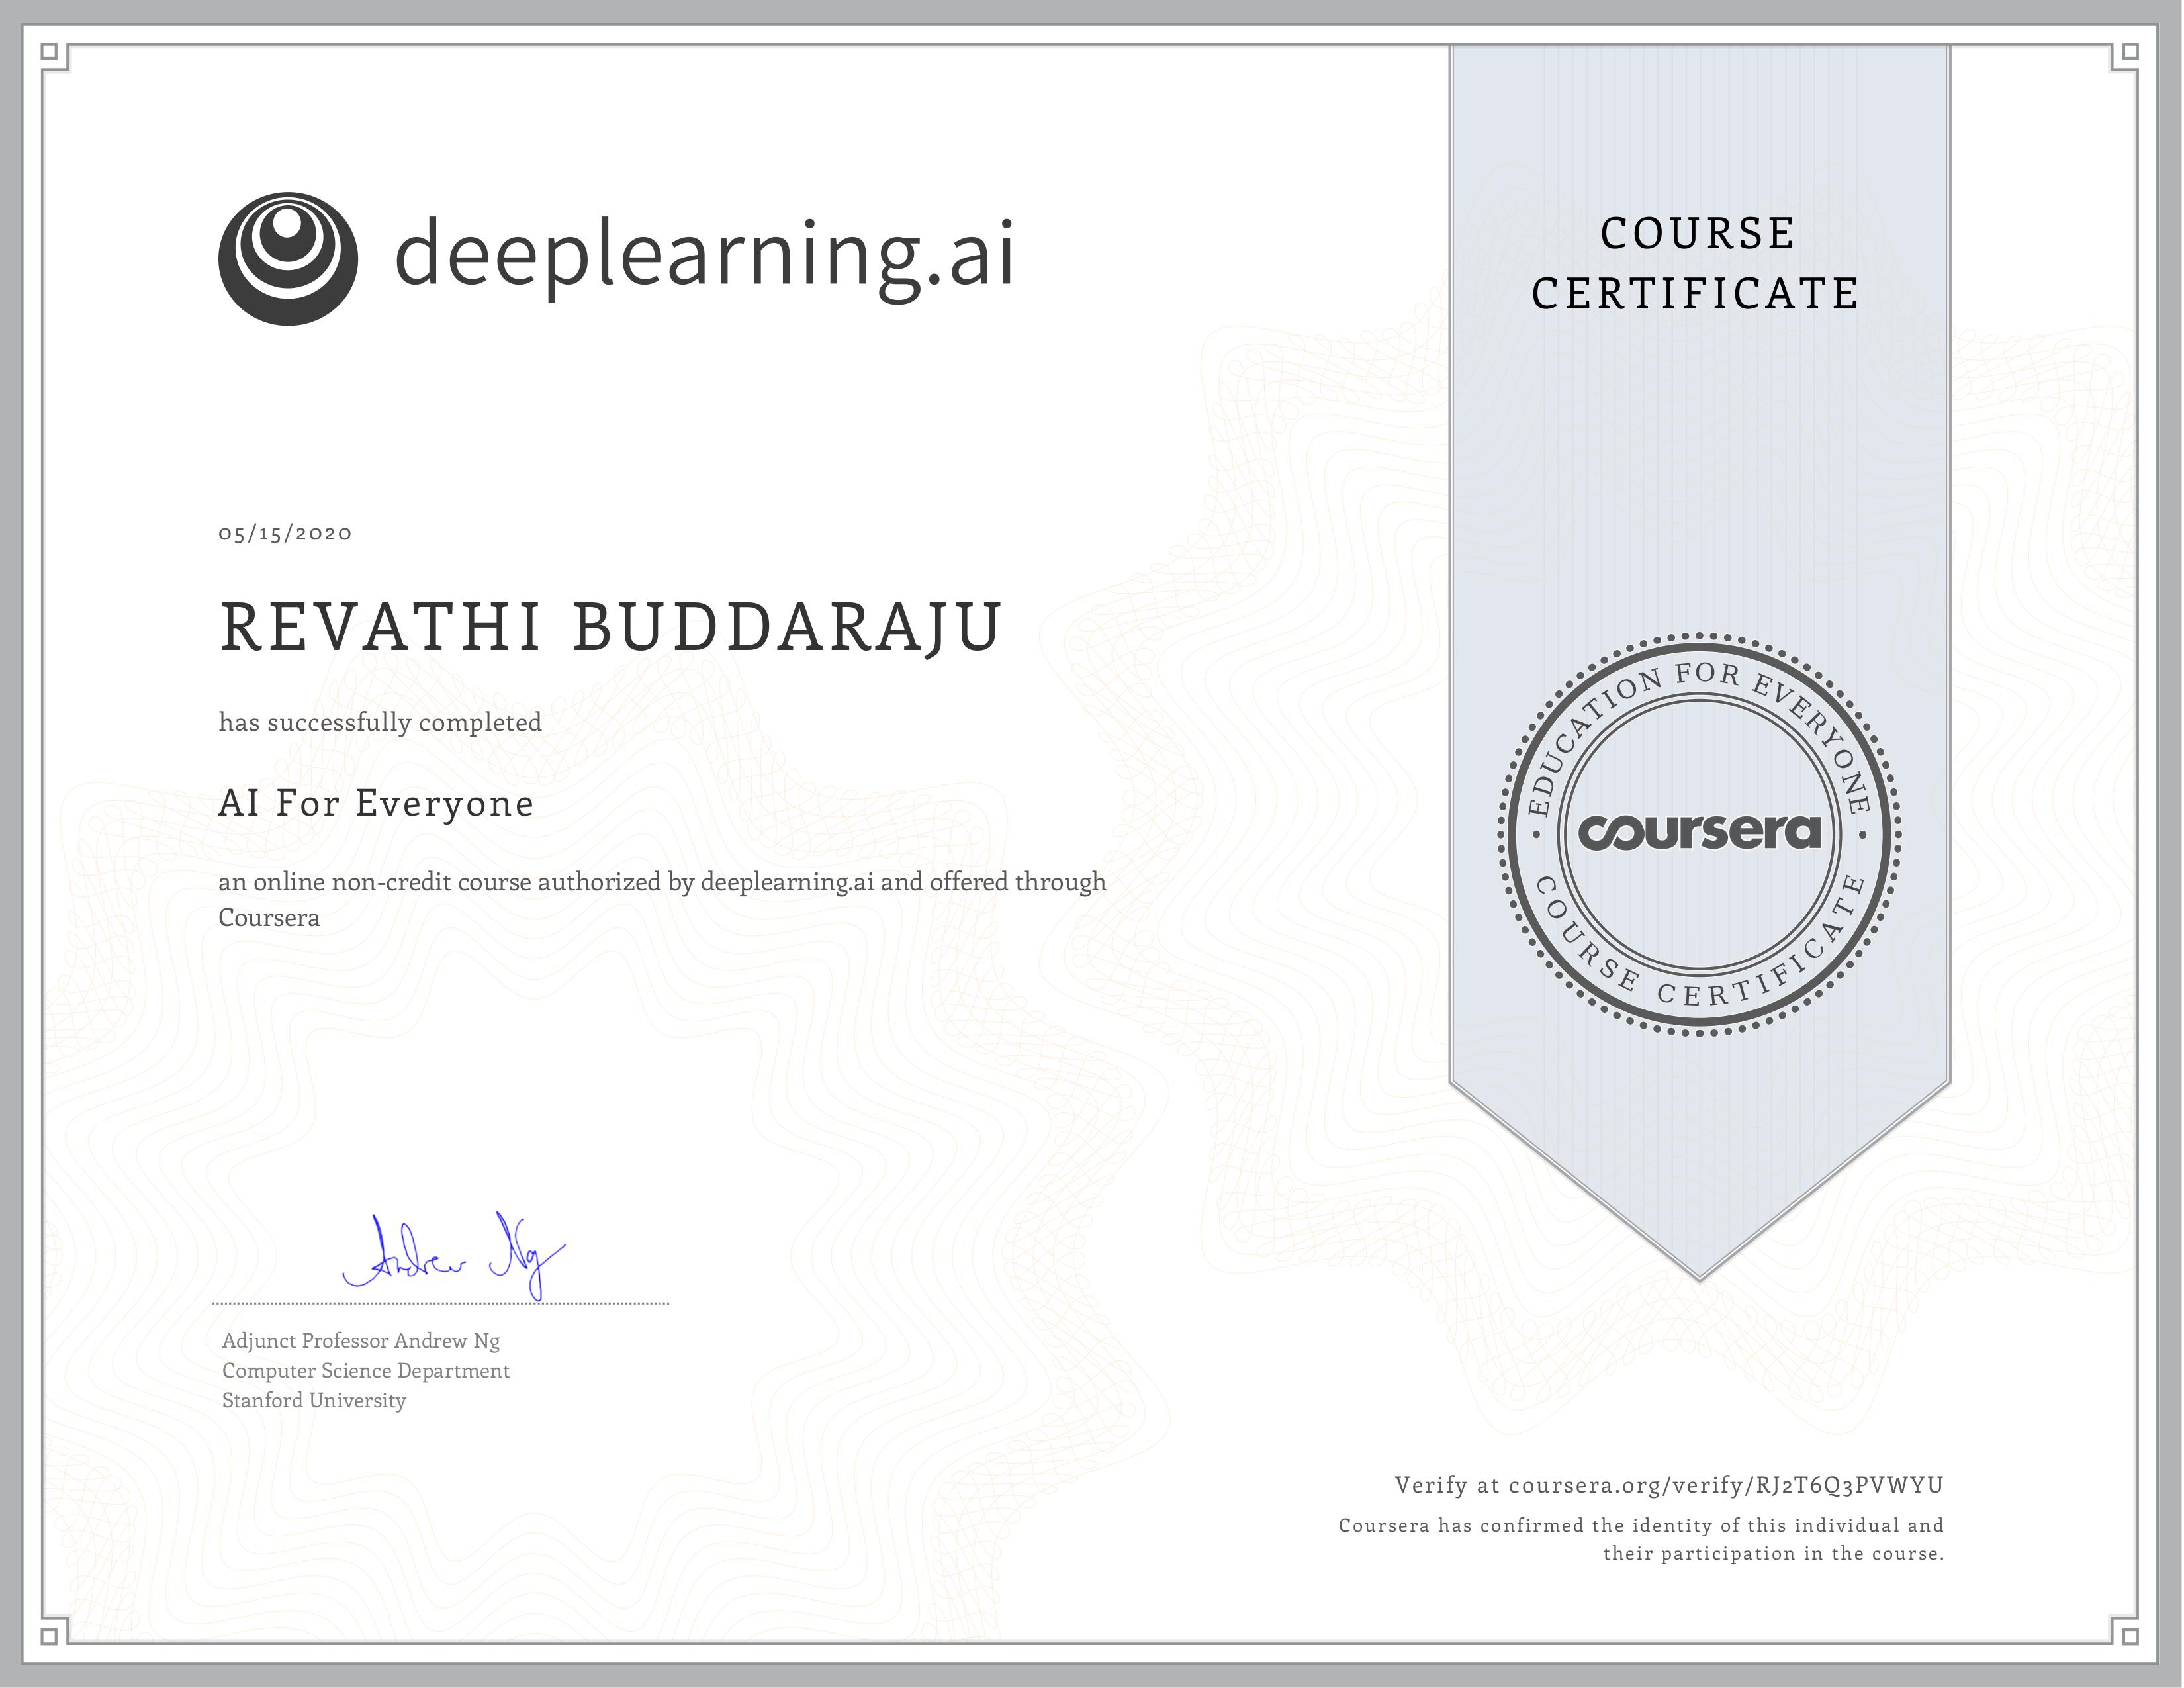 deeplearning.ai
COURSE
CERTIFICATE
05/15/2020
REVATHI BUDDARAJU
has successfully completed
AI For Everyone
an online non-credit course authorized by deeplearning.ai and offered through
Coursera
EDUCATION FOR EVERYONE
coursera
COURSE CERTIFICATE
Andrew Ng
Adjunct Professor Andrew Ng
Computer Science Department
Stanford University
Verify at coursera.org/verify/RJ2T6Q3PVWYU
Coursera has confirmed the identity of this individual and
their participation in the course.